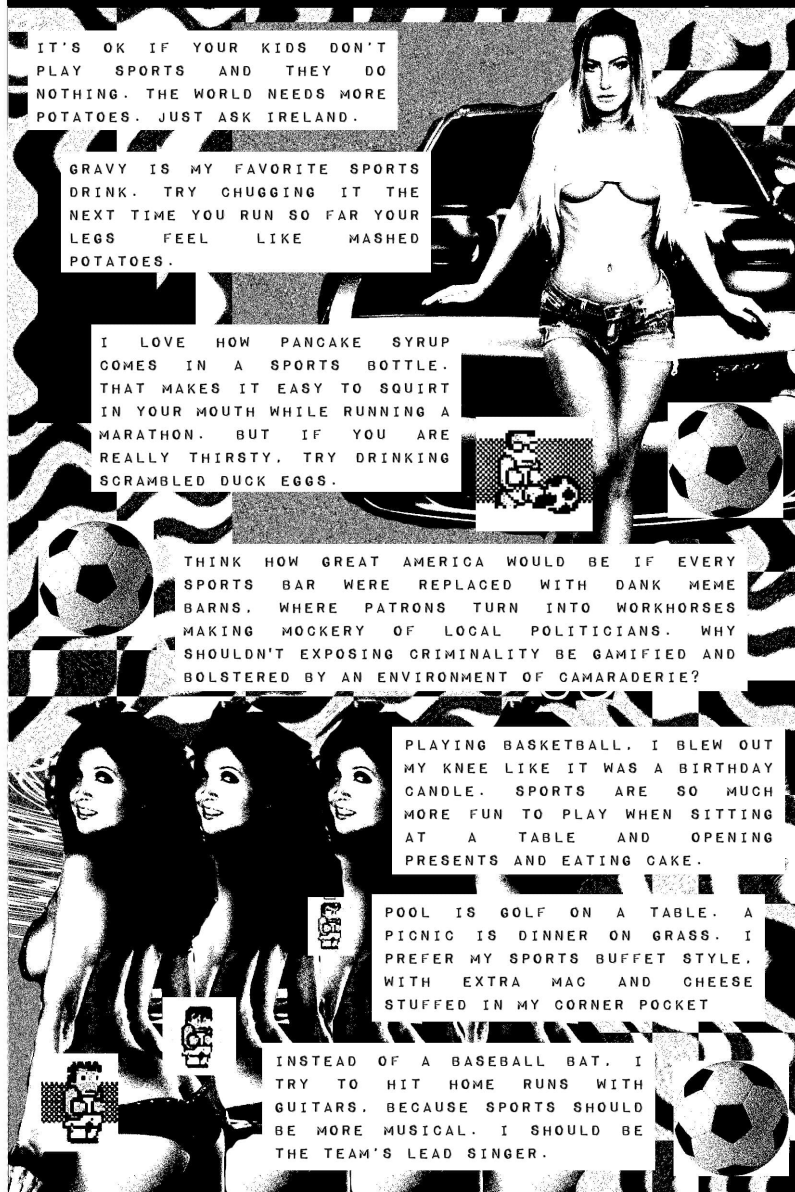 IT'S OK IF YOUR KIDS DON'T
PLAY SPORTS AND THEY DO
NOTHING. THE WORLD NEEDS MORE
POTATOES. JUST ASK IRELAND.
GRAVY IS MY FAVORITE SPORTS
DRINK. TRY CHUGGING IT THE
NEXT TIME YOU RUN SO FAR YOUR
LEGS FEEL LIKE MASHED
POTATOES.
I LOVE HOW PANCAKE SYRUP
COMES IN A SPORTS BOTTLE.
THAT MAKES IT EASY TO SQUIRT
IN YOUR MOUTH WHILE RUNNING A
MARATHON. BUT IF YOU ARE
REALLY THIRSTY, TRY DRINKING
SCRAMBLED DUCK EGGS.
THINK HOW GREAT AMERICA WOULD BE IF EVERY
SPORTS BAR WERE REPLACED WITH DANK MEME
BARNS, WHERE PATRONS TURN INTO WORKHORSES
MAKING MOCKERY OF LOCAL POLITICIANS. WHY
SHOULDN'T EXPOSING CRIMINALITY BE GAMIFIED AND
BOLSTERED BY AN ENVIRONMENT OF CAMARADERIE?
PLAYING BASKETBALL, I BLEW OUT
MY KNEE LIKE IT WAS A BIRTHDAY
CANDLE. SPORTS ARE SO MUCH
MORE FUN TO PLAY WHEN SITTING
AT A TABLE AND OPENING
PRESENTS AND EATING CAKE.
POOL IS GOLF ON A TABLE. A
PICNIC IS DINNER ON GRASS. I
PREFER MY SPORTS BUFFET STYLE,
WITH EXTRA MAC AND CHEESE
STUFFED IN MY CORNER POCKET
INSTEAD OF A BASEBALL BAT, I
TRY TO HIT HOME RUNS WITH
GUITARS, BECAUSE SPORTS SHOULD
BE MORE MUSICAL. I SHOULD BE
THE TEAM'S LEAD SINGER.